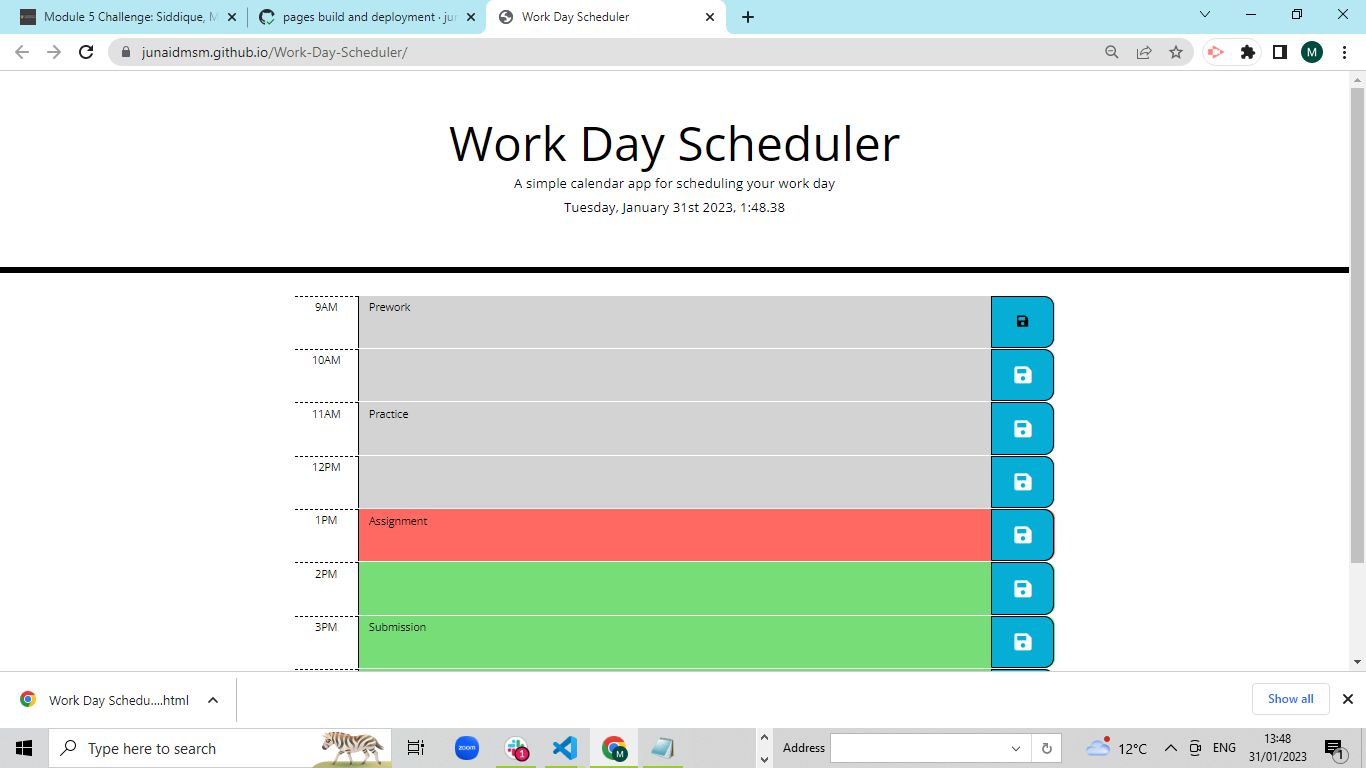 Module 5 Challenge: Siddique, M
pages build and deployment · jun
Work Day Scheduler
junaidmsm.github.io/Work-Day-Scheduler/
M
Work Day Scheduler
A simple calendar app for scheduling your work day
Tuesday, January 31st 2023, 1:48.38
9AM Prework
10AM
11AM Practice
12PM
1PM Assignment
2PM
3PM Submission
Work Day Schedu....html
Show all
Type here to search
zoom
1
M
Address
12°C
ENG
13:48
31/01/2023
1